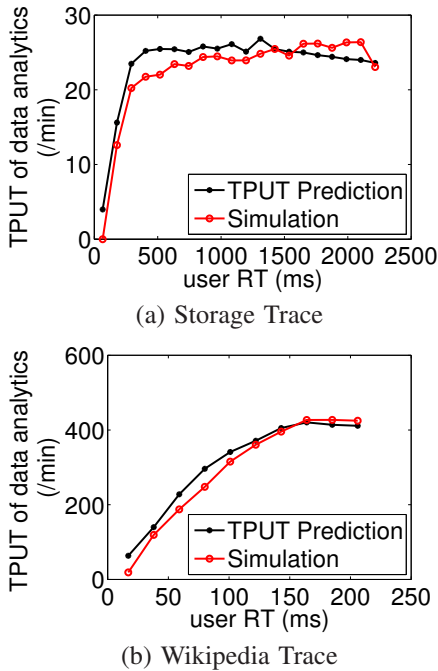 TPUT of data analytics
(/min)
30
20
10
0
TPUT Prediction
Simulation
0 500 1000 1500 2000 2500
user RT (ms)
(a) Storage Trace
TPUT of data analytics
(/min)
600
400
200
0
TPUT Prediction
Simulation
0 50 100 150 200 250
user RT (ms)
(b) Wikipedia Trace